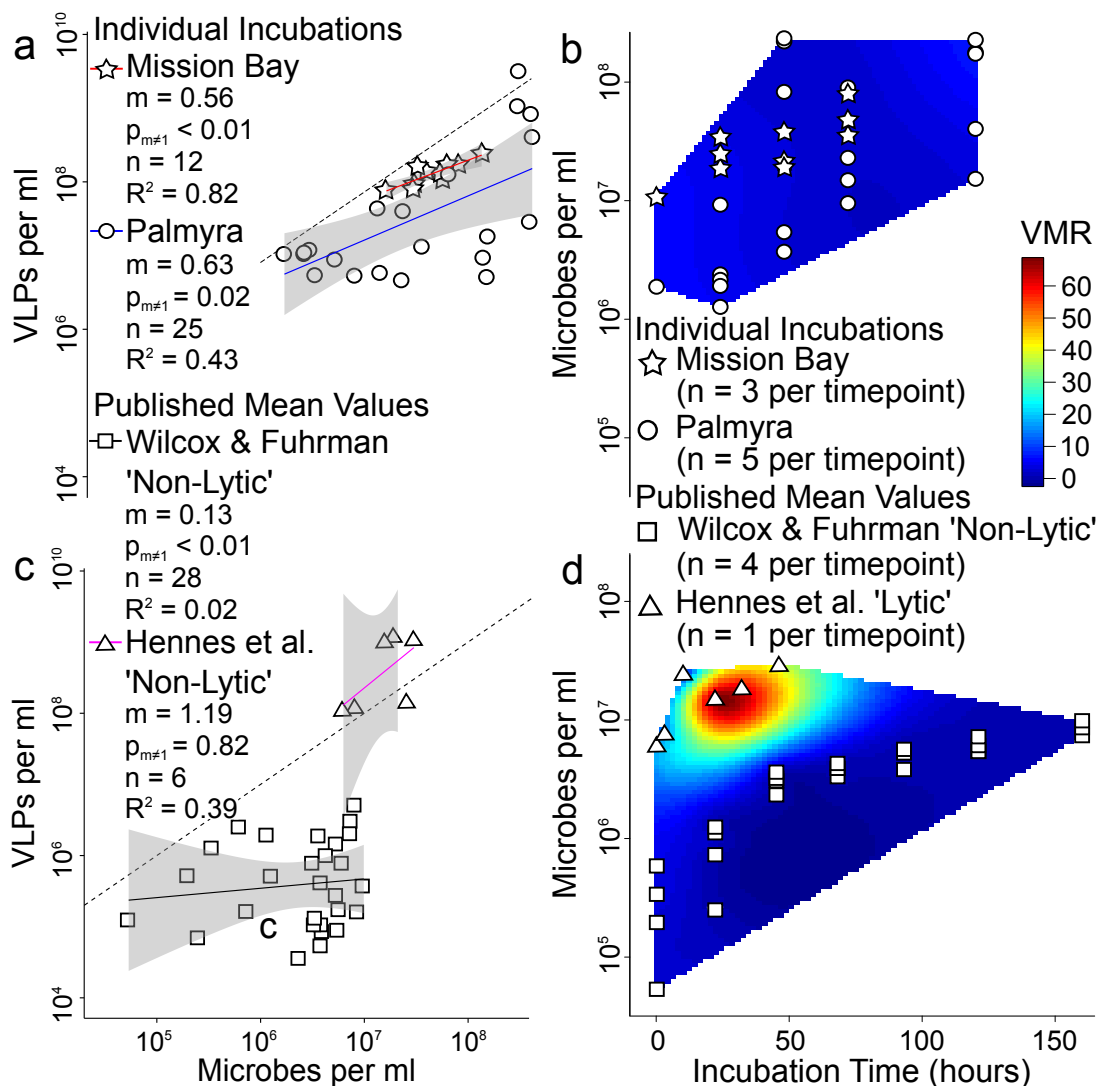 a
10^10
10^8
10^6
10^4
VLPs per ml
Individual Incubations
Mission Bay
m = 0.56
p_m≠1 < 0.01
n = 12
R² = 0.82
Palmyra
m = 0.63
p_m≠1 = 0.02
n = 25
R² = 0.43
Published Mean Values
Wilcox & Fuhrman
'Non-Lytic'
m = 0.13
p_m≠1 < 0.01
n = 28
R² = 0.02
Hennes et al.
'Non-Lytic'
m = 1.19
p_m≠1 = 0.82
n = 6
R² = 0.39
b
10^8
10^7
10^6
10^5
Microbes per ml
Individual Incubations
Mission Bay
(n = 3 per timepoint)
Palmyra
(n = 5 per timepoint)
Published Mean Values
Wilcox & Fuhrman 'Non-Lytic'
(n = 4 per timepoint)
Hennes et al. 'Lytic'
(n = 1 per timepoint)
VMR
60
50
40
30
20
10
0
c
10^10
10^8
10^6
10^4
VLPs per ml
c
10^5
10^6
10^7
10^8
Microbes per ml
d
10^8
10^7
10^6
10^5
Microbes per ml
0
50
100
150
Incubation Time (hours)